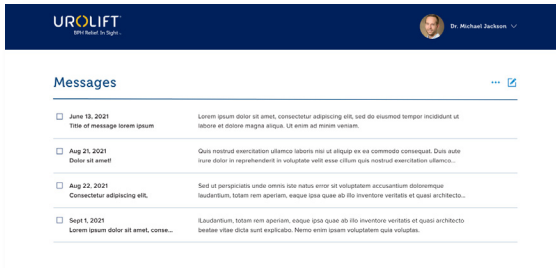 UROLIFT
BPH Relief. In Sight.
Dr. Michael Jackson
Messages
June 13, 2021
Title of message lorem ipsum
Lorem ipsum dolor sit amet, consectetur adipiscing elit, sed do eiusmod tempor incididunt ut
labore et dolore magna aliqua. Ut enim ad minim veniam.
Aug 21, 2021
Dolor sit amet!
Quis nostrud exercitation ullamco laboris nisi ut aliquip ex ea commodo consequat. Duis aute
irure dolor in reprehenderit in voluptate velit esse cillum quis nostrud exercitation ullamco...
Aug 22, 2021
Consectetur adipiscing elit,
Sed ut perspiciatis unde omnis iste natus error sit voluptatem accusantium doloremque
laudantium, totam rem aperiam, eaque ipsa quae ab illo inventore veritatis et quasi architecto...
Sept 1, 2021
Lorem ipsum dolor sit amet, conse...
lLaudantium, totam rem aperiam, eaque ipsa quae ab illo inventore veritatis et quasi architecto
beatae vitae dicta sunt explicabo. Nemo enim ipsam voluptatem quia voluptas.